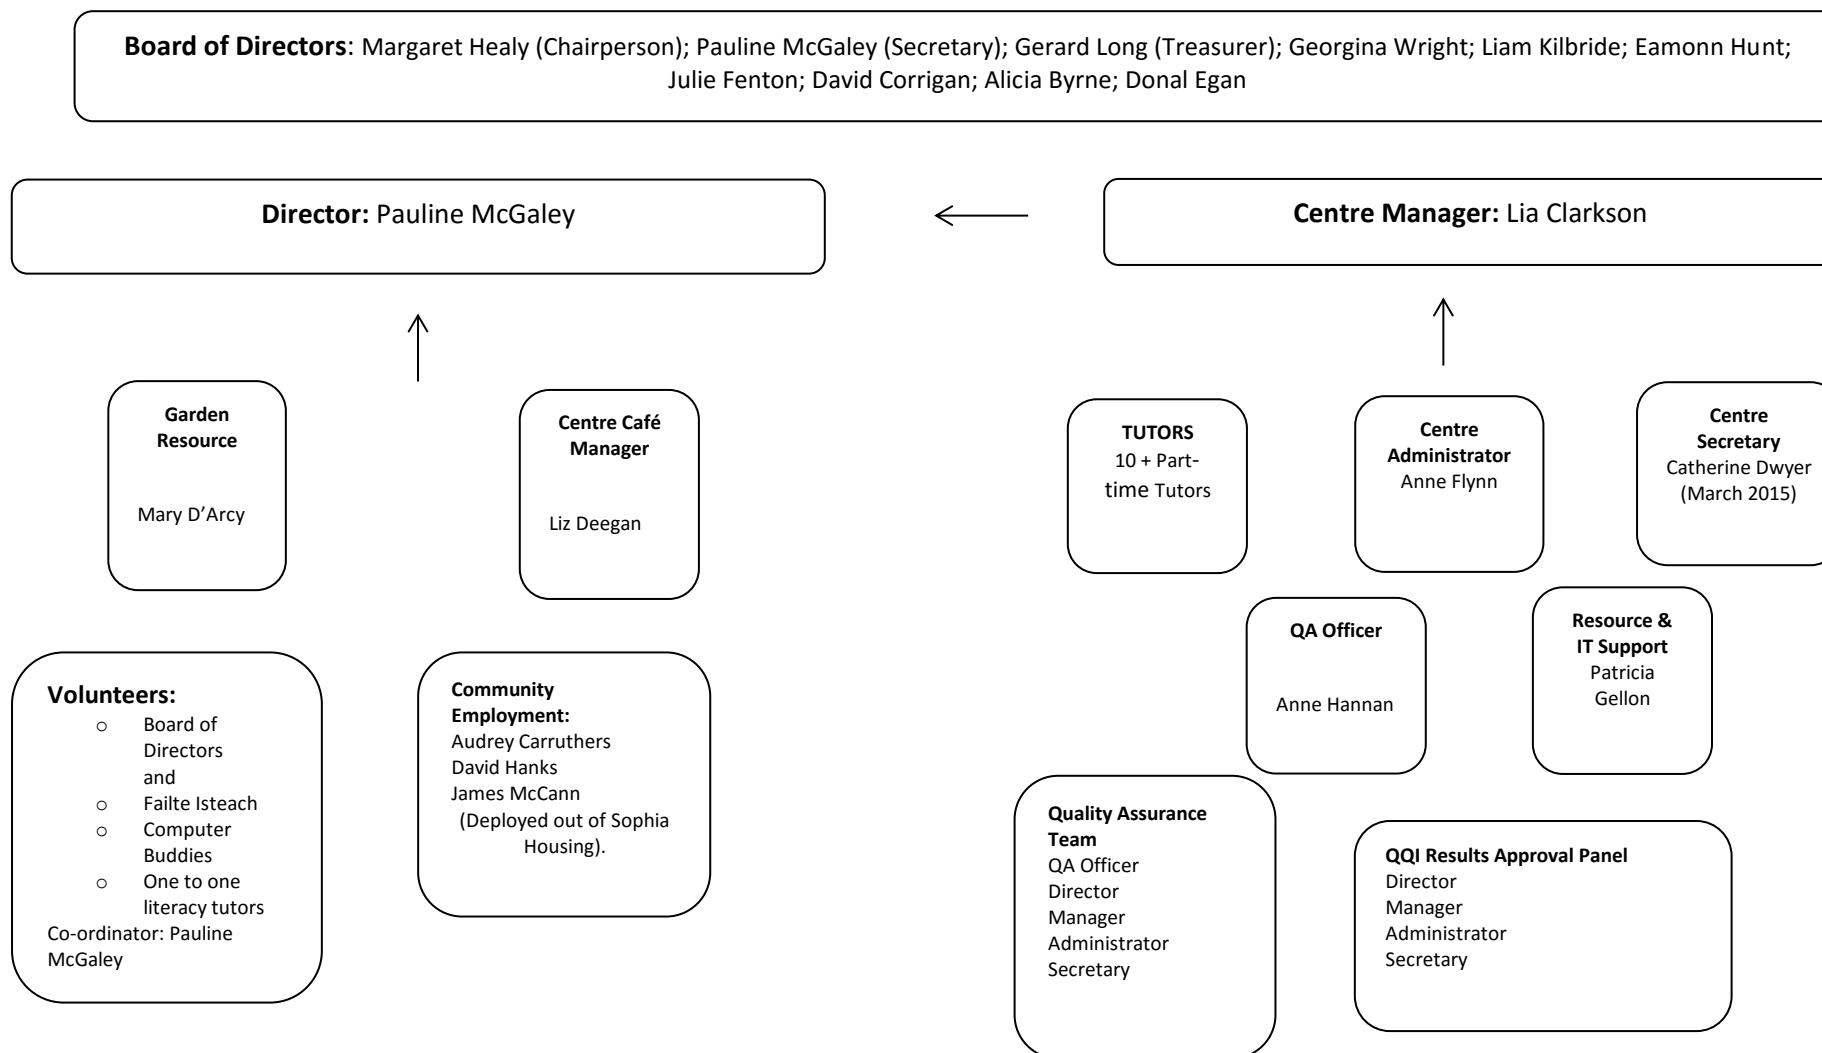 Board of Directors: Margaret Healy (Chairperson); Pauline McGaley (Secretary); Gerard Long (Treasurer); Georgina Wright; Liam Kilbride; Eamonn Hunt;
Julie Fenton; David Corrigan; Alicia Byrne; Donal Egan
Director: Pauline McGaley
Centre Manager: Lia Clarkson
Garden
Resource
Mary D’Arcy
Centre Café
Manager
Liz Deegan
TUTORS
10 + Part-
time Tutors
Centre
Administrator
Anne Flynn
Centre
Secretary
Catherine Dwyer
(March 2015)
QA Officer
Anne Hannan
Resource &
IT Support
Patricia
Gellon
Volunteers:
o Board of
Directors
and
o Failte Isteach
o Computer
Buddies
o One to one
literacy tutors
Co-ordinator: Pauline
McGaley
Community
Employment:
Audrey Carruthers
David Hanks
James McCann
(Deployed out of Sophia
Housing).
Quality Assurance
Team
QA Officer
Director
Manager
Administrator
Secretary
QQI Results Approval Panel
Director
Manager
Administrator
Secretary